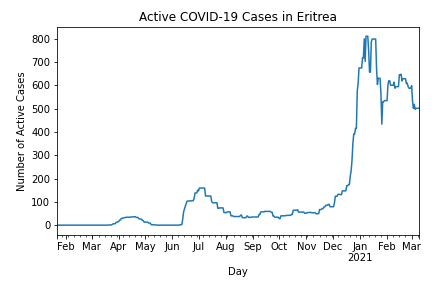 Active COVID-19 Cases in Eritrea
Number of Active Cases
800
700
600
500
400
300
200
100
0
Feb Mar Apr May Jun Jul Aug Sep Oct Nov Dec Jan Feb Mar
2021
Day